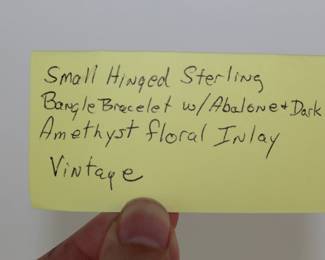 Small Hinged Sterling
Bangle Bracelet w/ Abalone + Dark
Amethyst floral Inlay
Vintage